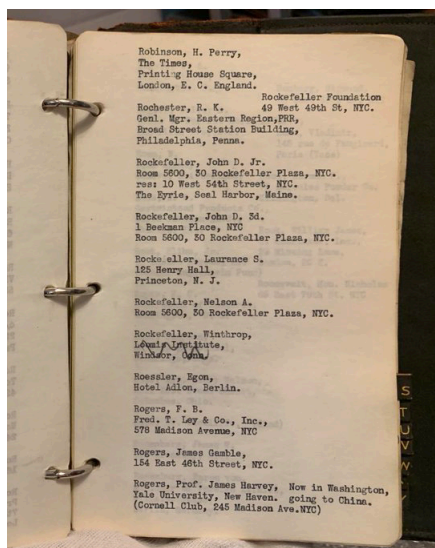 Robinson, H. Perry,
The Times,
Printing House Square,
London, E. C. England.
Rockefeller Foundation
Rochester, R. K. 49 West 49th St, NYC.
Genl. Mgr. Eastern Region,PRR,
Broad Street Station Building,
Philadelphia, Penna.
Rockefeller, John D. Jr.
Room 5600, 30 Rockefeller Plaza, NYC.
res: 10 West 54th Street, NYC.
The Eyrie, Seal Harbor, Maine.
Rockefeller, John D. 3d.
1 Beekman Place, NYC
Room 5600, 30 Rockefeller Plaza, NYC.
Rockefeller, Laurance S.
125 Henry Hall,
Princeton, N. J.
Rockefeller, Nelson A.
Room 5600, 30 Rockefeller Plaza, NYC.
Rockefeller, Winthrop,
Loomis Institute,
Windsor, Conn.
Roessler, Egon,
Hotel Adlon, Berlin.
Rogers, F. B.
Fred. T. Ley & Co., Inc.,
578 Madison Avenue, NYC
Rogers, James Gamble,
154 East 46th Street, NYC.
Rogers, Prof. James Harvey, Now in Washington,
Yale University, New Haven. going to China.
(Cornell Club, 245 Madison Ave.NYC)
S
T
U
V
W